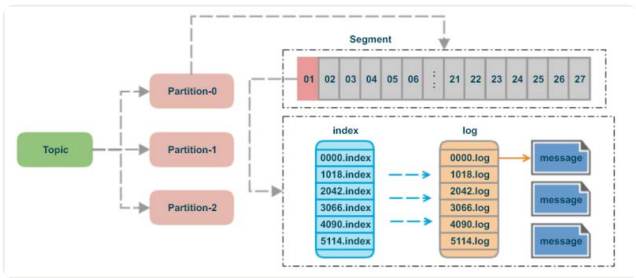 Segment
01 02 03 04 05 06 : 21 22 23 24 25 26 27
Partition-0
Topic
Partition-1
Partition-2
index
log
0000.index
1018.index
2042.index
3066.index
4090.index
5114.index
0000.log
1018.log
2042.log
3066.log
4090.log
5114.log
message
message
message